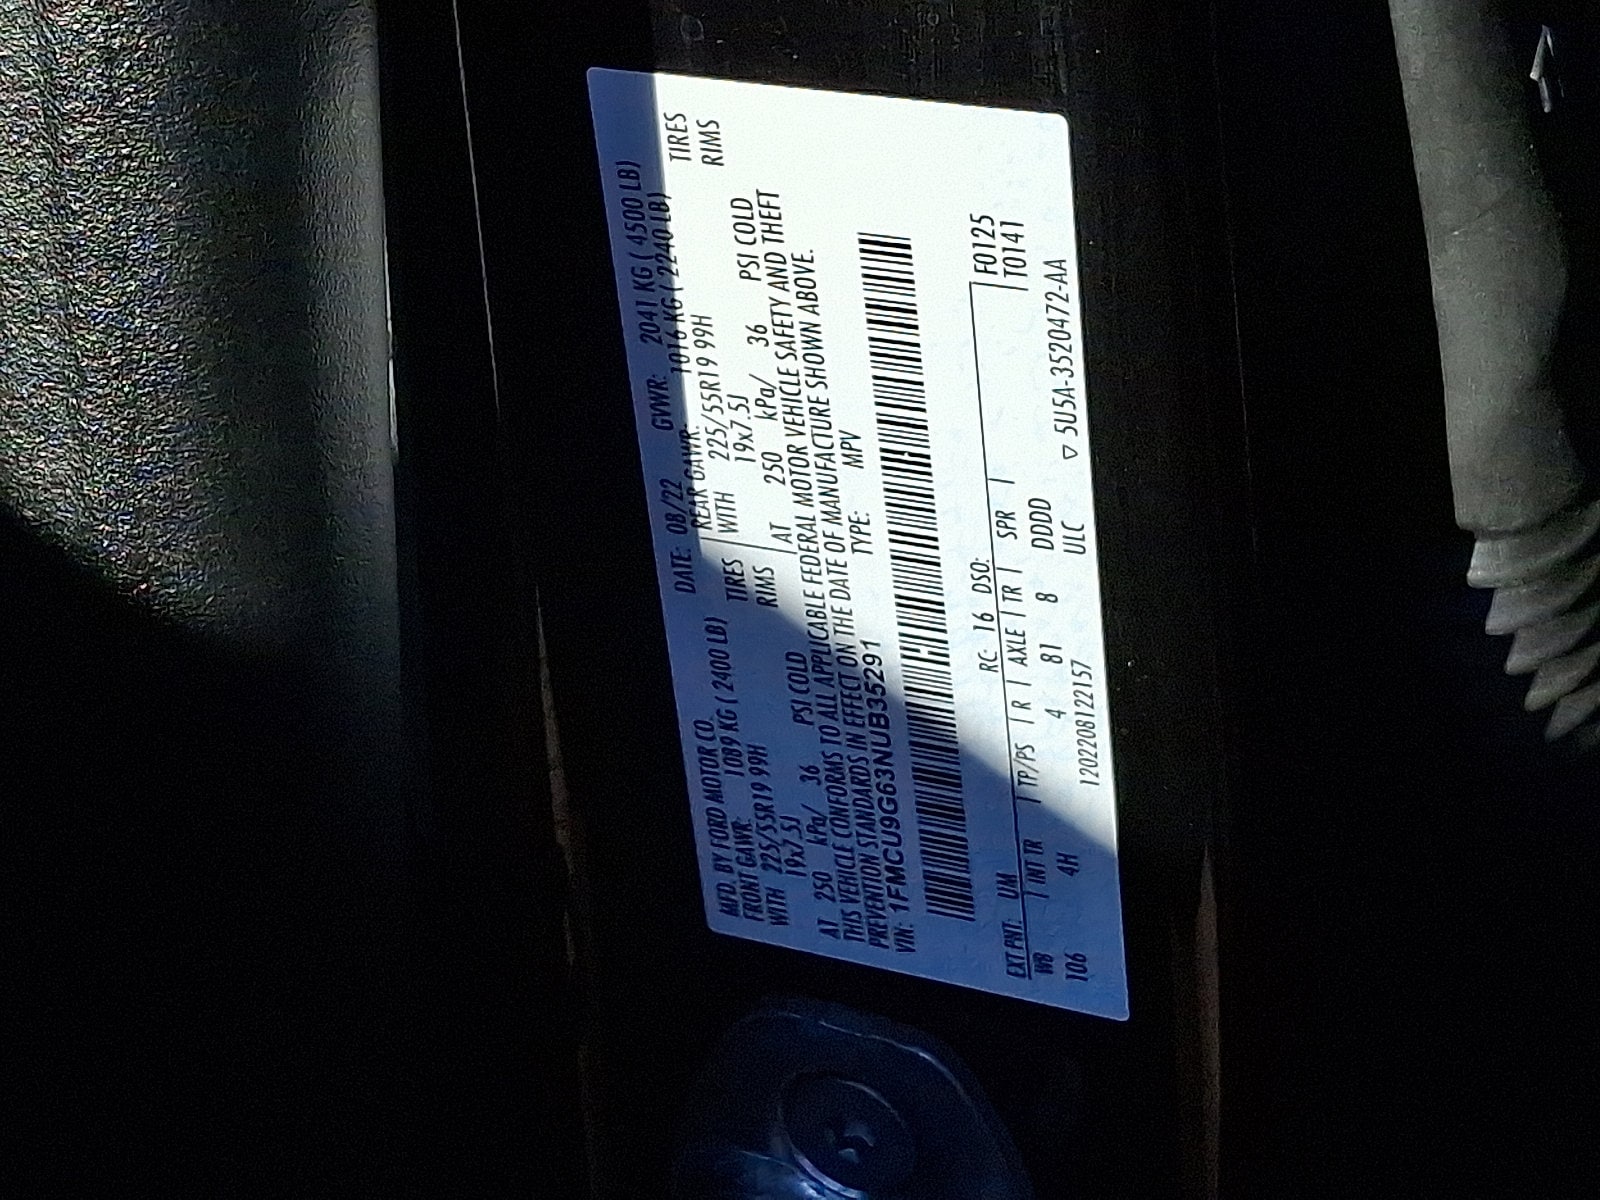 MFD. BY FORD MOTOR CO. DATE: 08/22 GVWR: 2041 KG ( 4500 LB)
FRONT GAWR: 1089 KG ( 2400 LB) REAR GAWR: 1016 KG ( 2240 LB)
WITH 225/55R19 99H TIRES WITH 225/55R19 99H TIRES
19x7.5J RIMS 19x7.5J RIMS
AT 250 kPa/ 36 PSI COLD AT 250 kPa/ 36 PSI COLD
THIS VEHICLE CONFORMS TO ALL APPLICABLE FEDERAL MOTOR VEHICLE SAFETY AND THEFT
PREVENTION STANDARDS IN EFFECT ON THE DATE OF MANUFACTURE SHOWN ABOVE.
VIN: 1FMCU9G63NUB35291 TYPE: MPV
EXT PNT: UM RC: 16 DSO: F0125
WB INT TR TP/PS R AXLE TR SPR T0141
106 4H 4 81 8 DDDD
120220812215​7 ULC ▽ 5U5A-3520472-AA